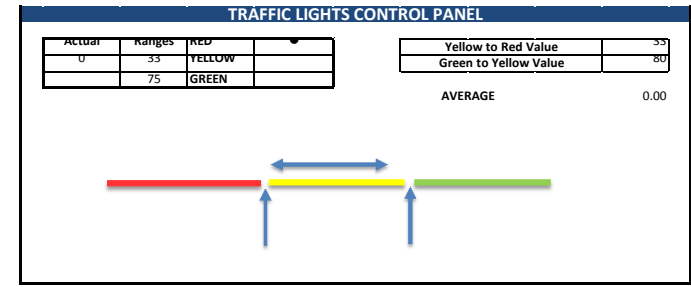 TRAFFIC LIGHTS CONTROL PANEL
Actual Ranges RED
0 33 YELLOW
75 GREEN
Yellow to Red Value 33
Green to Yellow Value 80
AVERAGE 0.00